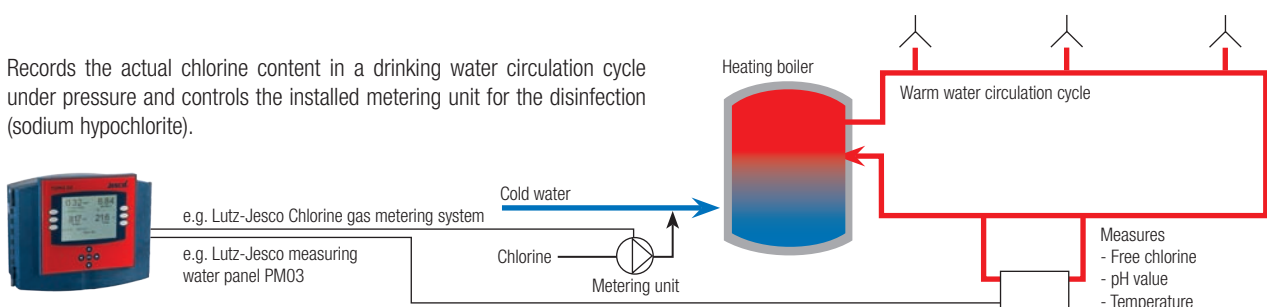 Records the actual chlorine content in a drinking water circulation cycle
under pressure and controls the installed metering unit for the disinfection
(sodium hypochlorite).
Heating boiler
Warm water circulation cycle
Cold water
e.g. Lutz-Jesco Chlorine gas metering system
e.g. Lutz-Jesco measuring
water panel PM03
Chlorine
Metering unit
Measures
- Free chlorine
- pH value
- Temperature